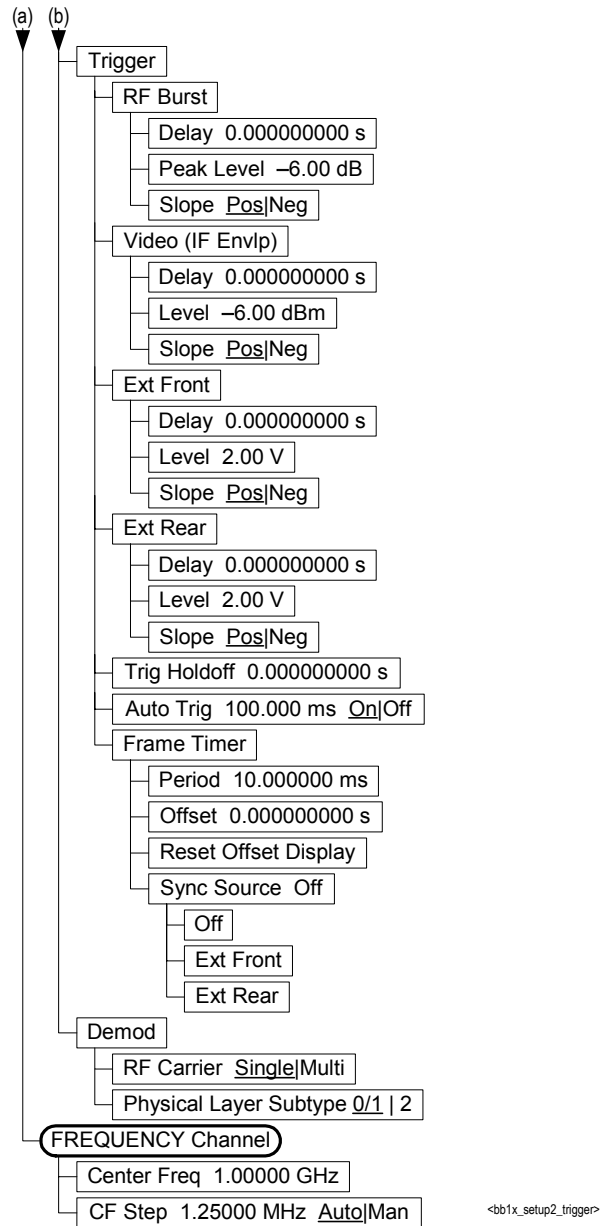 (a) (b)
Trigger
RF Burst
Delay 0.000000000 s
Peak Level –6.00 dB
Slope Pos|Neg
Video (IF Envlp)
Delay 0.000000000 s
Level –6.00 dBm
Slope Pos|Neg
Ext Front
Delay 0.000000000 s
Level 2.00 V
Slope Pos|Neg
Ext Rear
Delay 0.000000000 s
Level 2.00 V
Slope Pos|Neg
Trig Holdoff 0.000000000 s
Auto Trig 100.000 ms On|Off
Frame Timer
Period 10.000000 ms
Offset 0.000000000 s
Reset Offset Display
Sync Source Off
Off
Ext Front
Ext Rear
Demod
RF Carrier Single|Multi
Physical Layer Subtype 0/1 | 2
FREQUENCY Channel
Center Freq 1.00000 GHz
CF Step 1.25000 MHz Auto|Man
<bb1x_setup2_trigger>